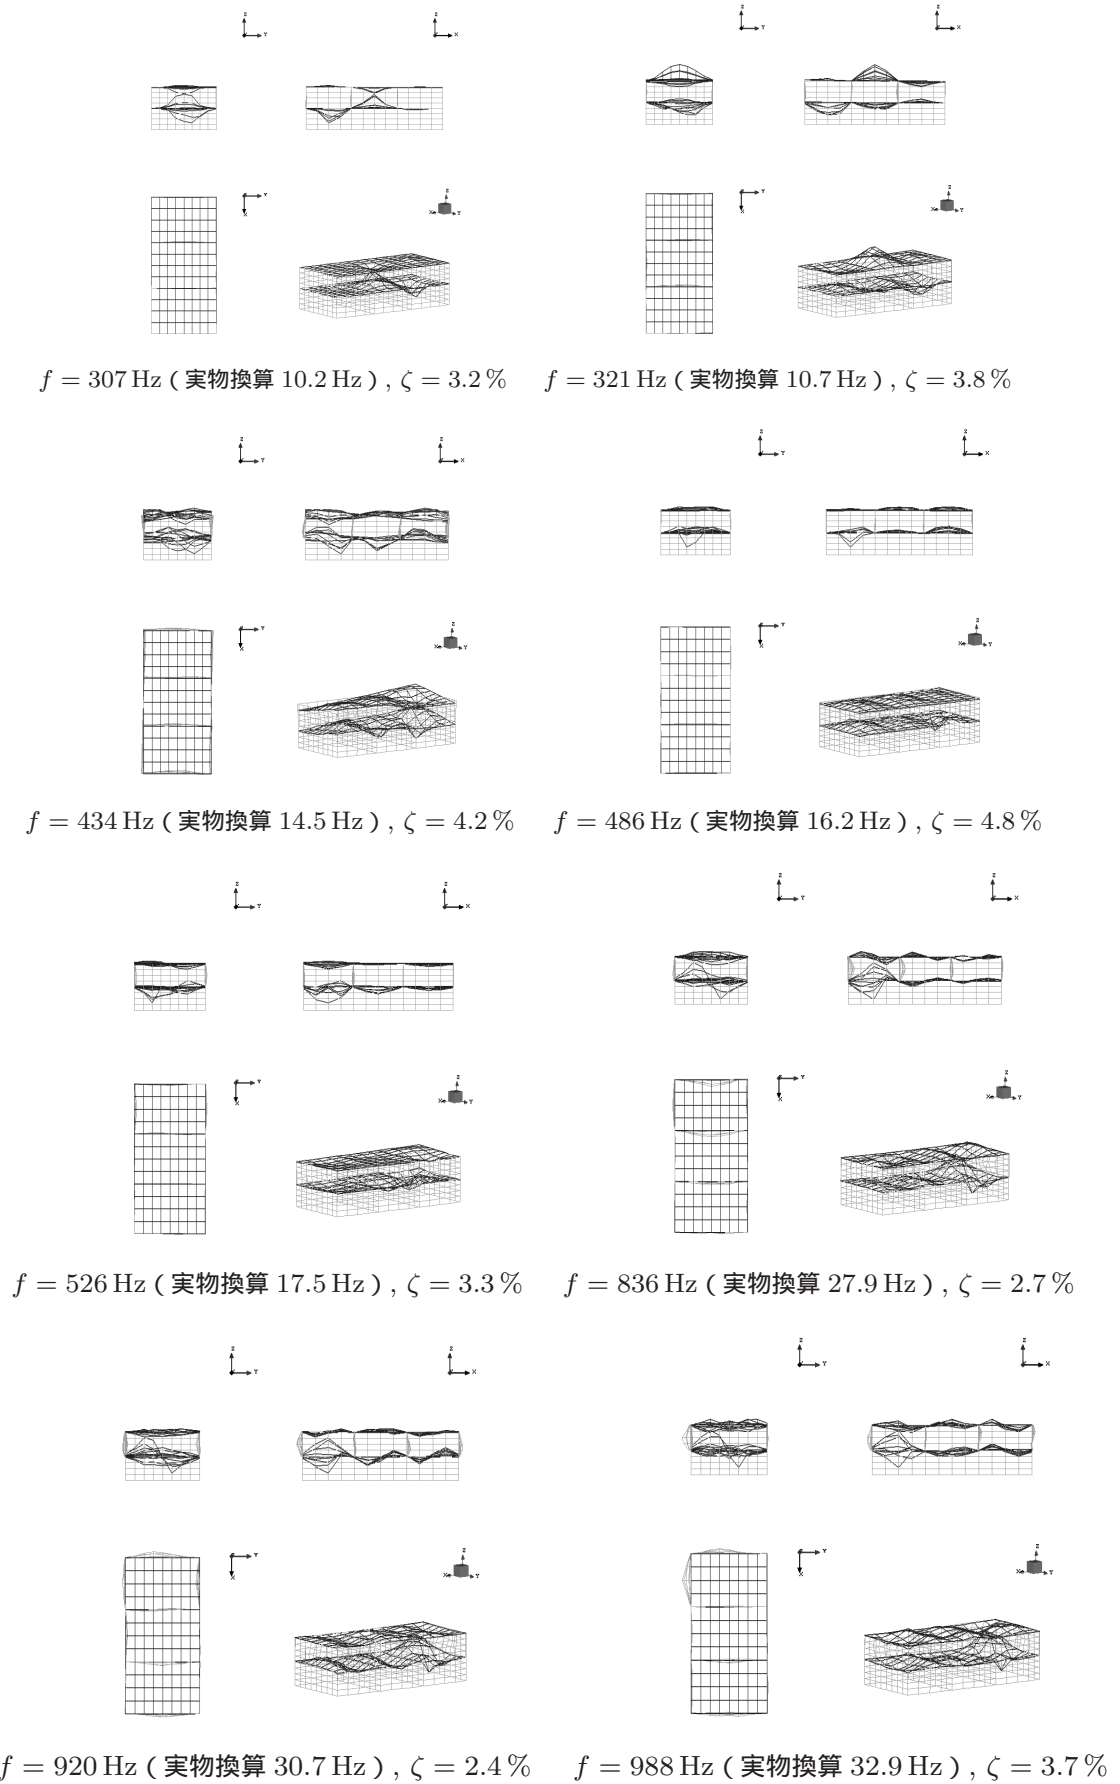 Z Y Z X Z Y Z X
Y X Z X Y Y X Z X Y
f = 307 Hz ( 実物換算 10.2 Hz ) , ζ = 3.2 % f = 321 Hz ( 実物換算 10.7 Hz ) , ζ = 3.8 %
Z Y Z X Z Y Z X
Y X Z X Y Y X Z X Y
f = 434 Hz ( 実物換算 14.5 Hz ) , ζ = 4.2 % f = 486 Hz ( 実物換算 16.2 Hz ) , ζ = 4.8 %
Z Y Z X Z Y Z X
Y X Z X Y Y X Z X Y
f = 526 Hz ( 実物換算 17.5 Hz ) , ζ = 3.3 % f = 836 Hz ( 実物換算 27.9 Hz ) , ζ = 2.7 %
Z Y Z X Z Y Z X
Y X Z X Y Y X Z X Y
f = 920 Hz ( 実物換算 30.7 Hz ) , ζ = 2.4 % f = 988 Hz ( 実物換算 32.9 Hz ) , ζ = 3.7 %